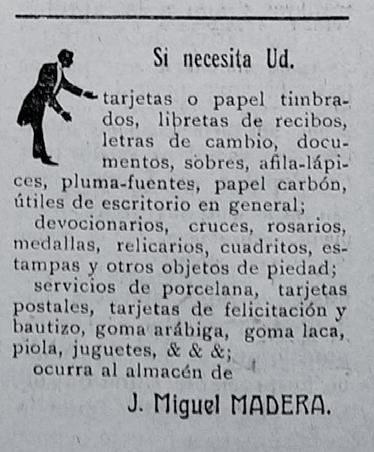 Si necesita Ud.
tarjetas o papel timbra-
dos, libretas de recibos,
letras de cambio, docu-
mentos, sobres, afila-lápi-
ces, pluma-fuentes, papel carbón,
útiles de escritorio en general;
devocionarios, cruces, rosarios,
medallas, relicarios, cuadritos, es-
tampas y otros objetos de piedad;
servicios de porcelana, tarjetas
postales, tarjetas de felicitación y
bautizo, goma arábiga, goma laca,
piola, juguetes, & & &;
ocurra al almacén de
J. Miguel MADERA.